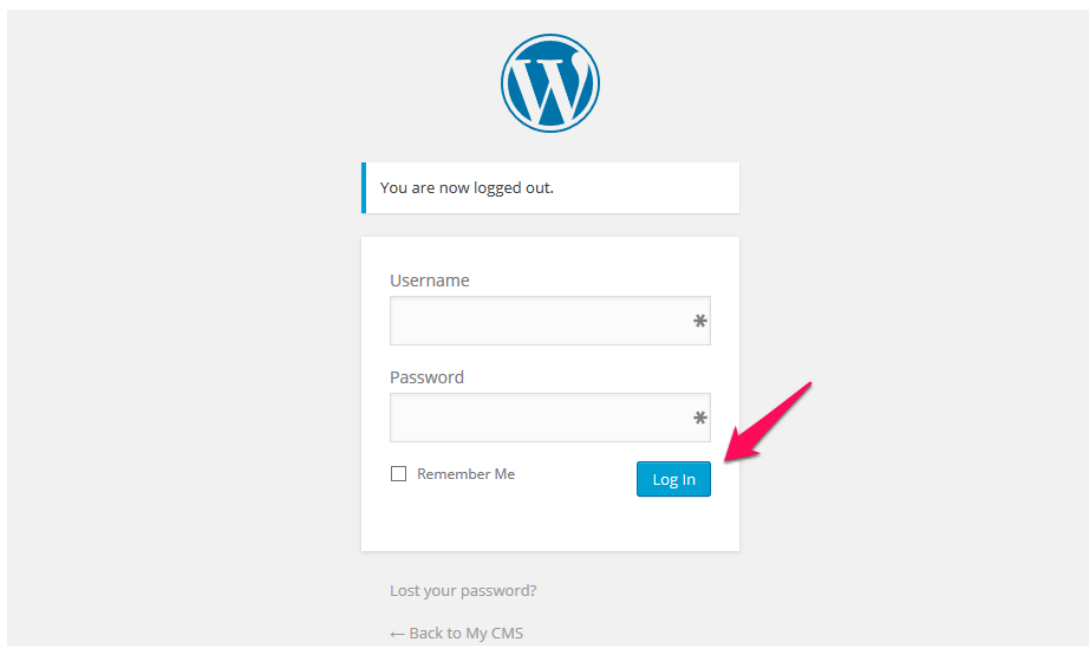 You are now logged out.
Username
Password
Remember Me
Log In
Lost your password?
← Back to My CMS